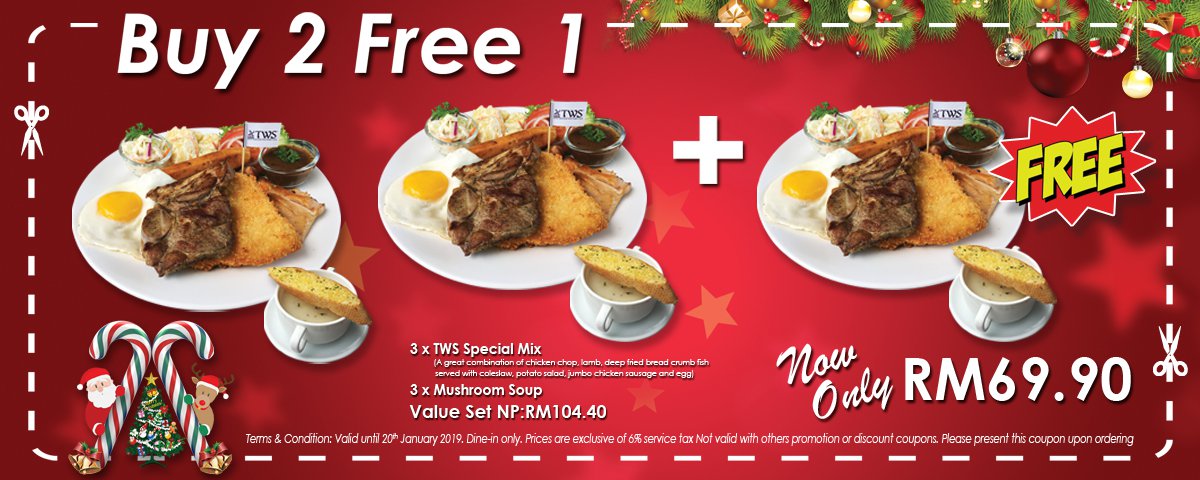 Buy 2 Free 1
TWS
TWS
+
TWS
FREE
3 x TWS Special Mix
(A great combination of chicken chop, lamb, deep fried bread crumb fish
served with coleslaw, potato salad, jumbo chicken sausage and egg)
3 x Mushroom Soup
Value Set NP:RM104.40
Now
Only RM69.90
Terms & Condition: Valid until 20th January 2019. Dine-in only. Prices are exclusive of 6% service tax Not valid with others promotion or discount coupons. Please present this coupon upon ordering